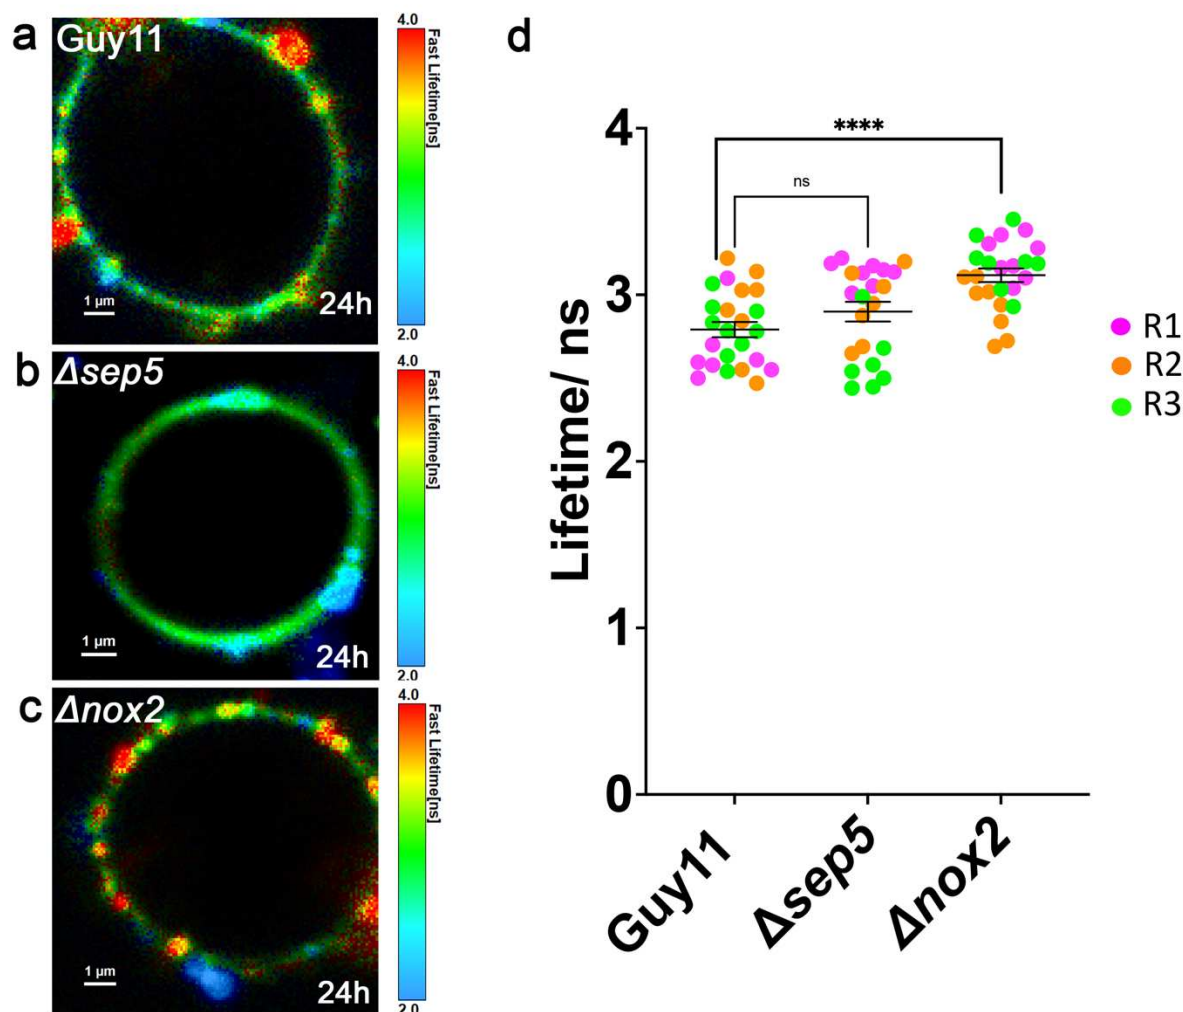 a
Guy11
4.0
Fast Lifetime[ns]
2.0
1 µm
24h
b
Δsep5
4.0
Fast Lifetime[ns]
2.0
1 µm
24h
c
Δnox2
4.0
Fast Lifetime[ns]
2.0
1 µm
24h
d
Lifetime/ ns
4
3
2
1
0
****
ns
Guy11
Δsep5
Δnox2
R1
R2
R3